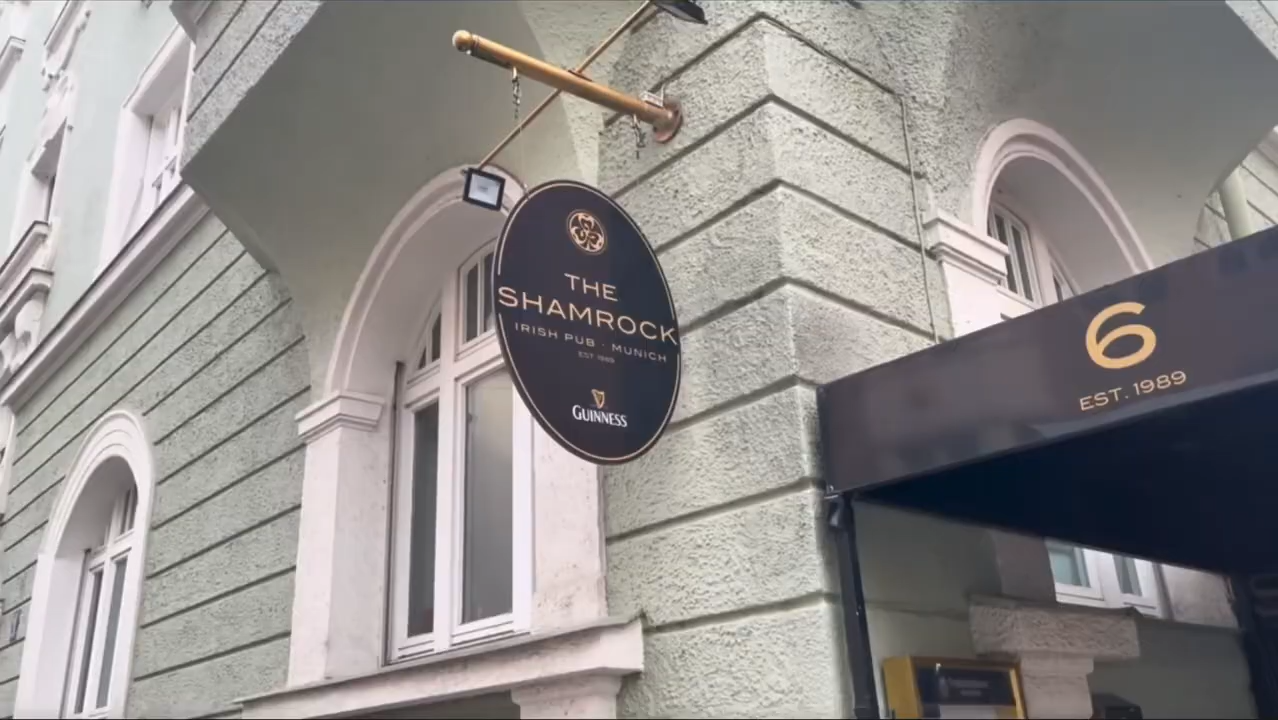 THE
SHAMROCK
IRISH PUB · MUNICH
EST 1989
GUINNESS
6
EST. 1989